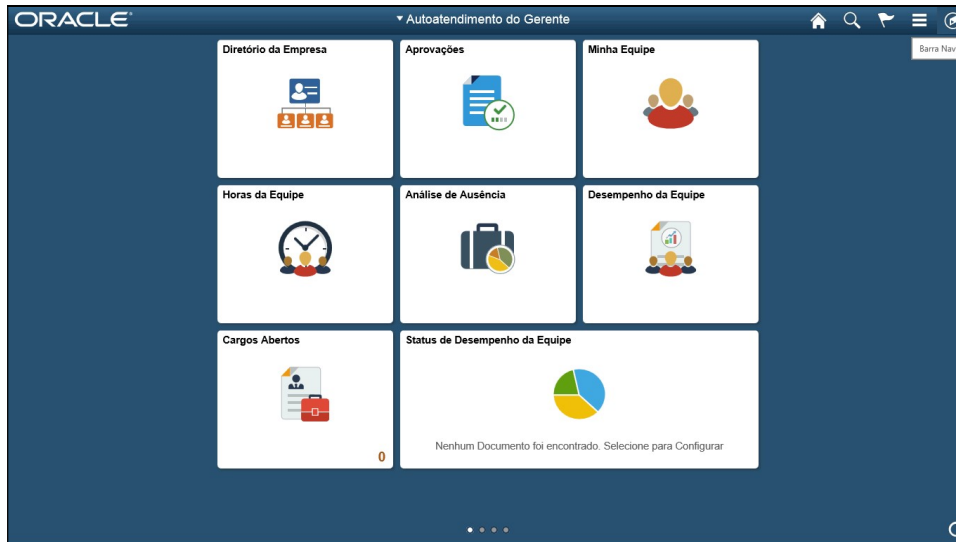 ORACLE
Autoatendimento do Gerente
Barra Nav
Diretório da Empresa
Aprovações
Minha Equipe
Horas da Equipe
Análise de Ausência
Desempenho da Equipe
Cargos Abertos
0
Status de Desempenho da Equipe
Nenhum Documento foi encontrado. Selecione para Configurar